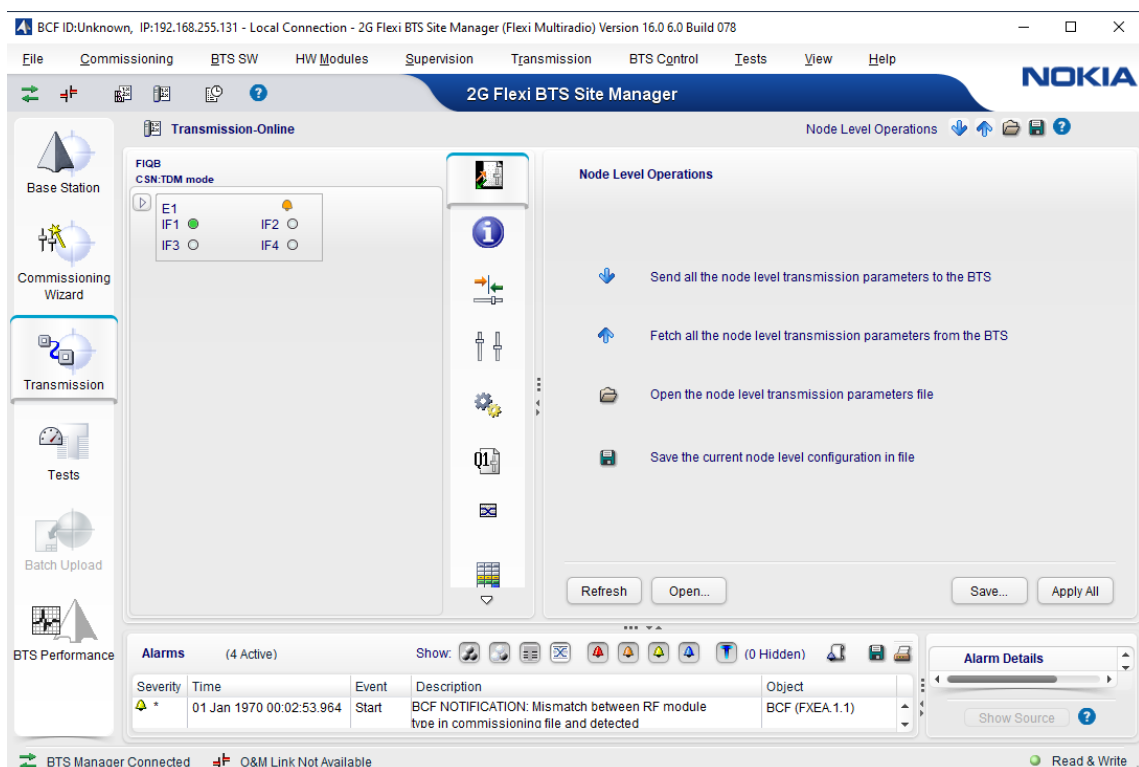 BCF ID:Unknown, IP:192.168.255.131 - Local Connection - 2G Flexi BTS Site Manager (Flexi Multiradio) Version 16.0 6.0 Build 078
File Commissioning BTS SW HW Modules Supervision Transmission BTS Control Tests View Help
NOKIA
2G Flexi BTS Site Manager
Transmission-Online
Node Level Operations
Base Station
Commissioning
Wizard
Transmission
Tests
Batch Upload
BTS Performance
FIQB
CSN:TDM mode
E1
IF1 IF2
IF3 IF4
Q1
Node Level Operations
Send all the node level transmission parameters to the BTS
Fetch all the node level transmission parameters from the BTS
Open the node level transmission parameters file
Save the current node level configuration in file
Refresh Open... Save... Apply All
Alarms (4 Active) Show: (0 Hidden)
Severity Time Event Description Object
* 01 Jan 1970 00:02:53.964 Start BCF NOTIFICATION: Mismatch between RF module BCF (FXEA.1.1)
type in commissioning file and detected
Alarm Details
Show Source
BTS Manager Connected O&M Link Not Available Read & Write